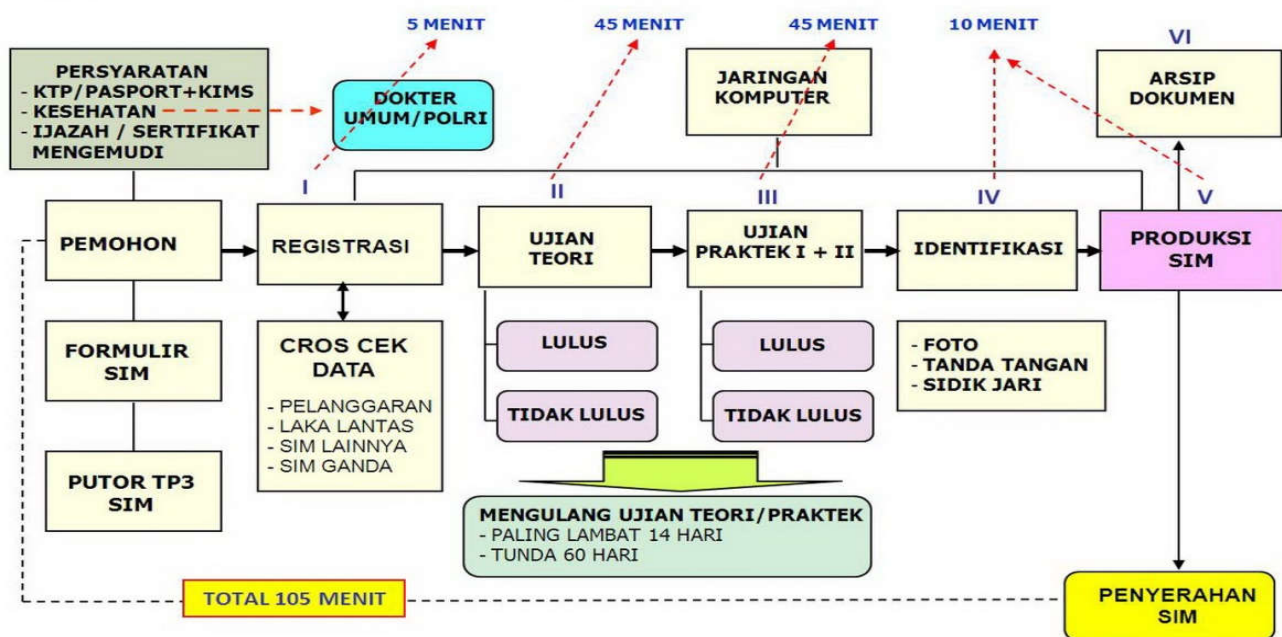 5 MENIT
45 MENIT
45 MENIT
10 MENIT
VI
PERSYARATAN
- KTP/PASPORT+KIMS
- KESEHATAN
- IJAZAH / SERTIFIKAT
MENGEMUDI
DOKTER
UMUM/POLRI
JARINGAN
KOMPUTER
ARSIP
DOKUMEN
I
II
III
IV
V
PEMOHON
REGISTRASI
UJIAN
TEORI
UJIAN
PRAKTEK I + II
IDENTIFIKASI
PRODUKSI
SIM
FORMULIR
SIM
CROS CEK
DATA
- PELANGGARAN
- LAKA LANTAS
- SIM LAINNYA
- SIM GANDA
LULUS
TIDAK LULUS
LULUS
TIDAK LULUS
- FOTO
- TANDA TANGAN
- SIDIK JARI
PUTOR TP3
SIM
MENGULANG UJIAN TEORI/PRAKTEK
- PALING LAMBAT 14 HARI
- TUNDA 60 HARI
TOTAL 105 MENIT
PENYERAHAN
SIM